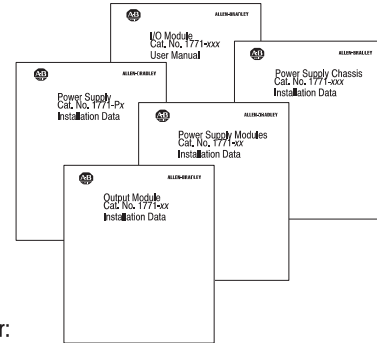 AB ALLEN-BRADLEY
I/O Module
Cat. No. 1771-xxx
User Manual
AB ALLEN-BRADLEY
Power Supply Chassis
Cat. No. 1771-xxx
Installation Data
AB ALLEN-BRADLEY
Power Supply
Cat. No. 1771-Px
Installation Data
AB ALLEN-BRADLEY
Power Supply Modules
Cat. No. 1771-xx
Installation Data
AB ALLEN-BRADLEY
Output Module
Cat. No. 1771-xx
Installation Data
r: